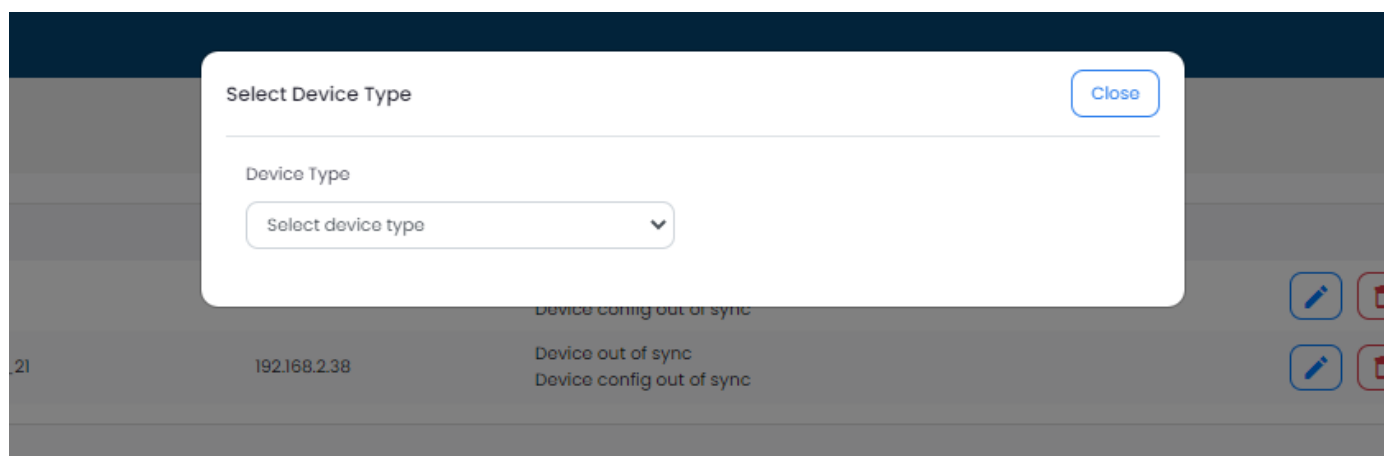 Select Device Type
Close
Device Type
Select device type
Device config out of sync
_21
192.168.2.38
Device out of sync
Device config out of sync